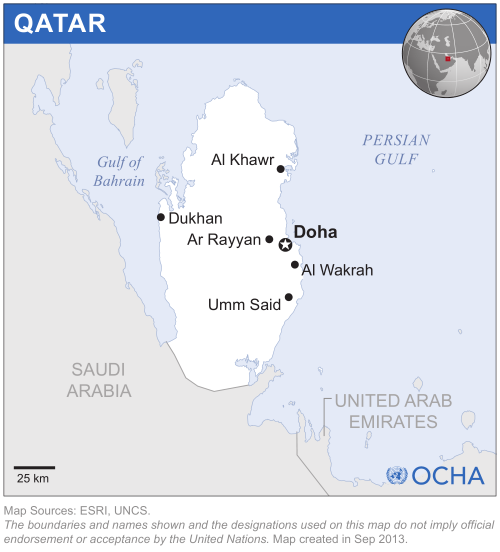 QATAR
PERSIAN
GULF
Al Khawr
Gulf of
Bahrain
Dukhan
Doha
Ar Rayyan
Al Wakrah
Umm Said
SAUDI
ARABIA
UNITED ARAB
EMIRATES
25 km
OCHA
Map Sources: ESRI, UNCS.
The boundaries and names shown and the designations used on this map do not imply official
endorsement or acceptance by the United Nations. Map created in Sep 2013.